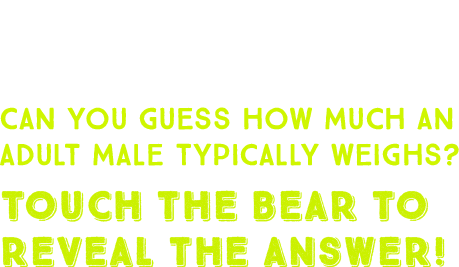 CAN YOU GUESS HOW MUCH AN
ADULT MALE TYPICALLY WEIGHS?
TOUCH THE BEAR TO
REVEAL THE ANSWER!